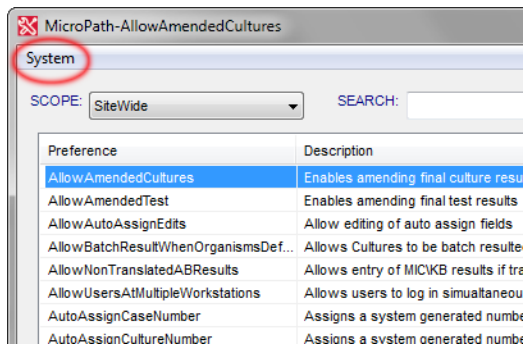 MicroPath-AllowAmendedCultures
System
SCOPE: SiteWide SEARCH:
Preference Description
AllowAmendedCultures Enables amending final culture resu
AllowAmendedTest Enables amending final test results
AllowAutoAssignEdits Allow editing of auto assign fields
AllowBatchResultWhenOrganismsDef... Allows Cultures to be batch resulte
AllowNonTranslatedABResults Allows entry of MIC\KB results if tra
AllowUsersAtMultipleWorkstations Allows users to log in simualtaneou
AutoAssignCaseNumber Assigns a system generated numbe
AutoAssignCultureNumber Assigns a system generated numbe